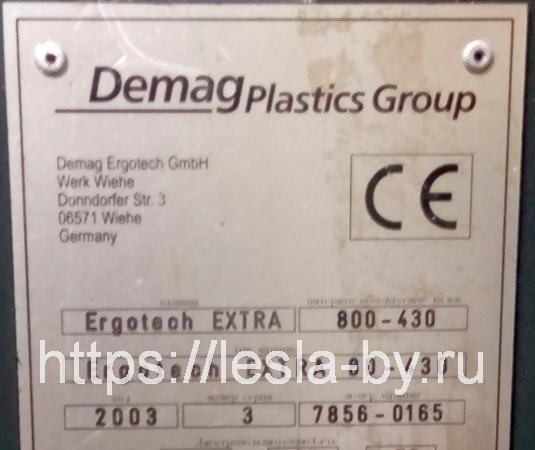 Demag Plastics Group
Demag Ergotech GmbH
Werk Wiehe
Donndorfer Str. 3
06571 Wiehe
Germany
CE
Ergotech EXTRA 800-430
https://lesla-by.ru
2003 3 7856-0165